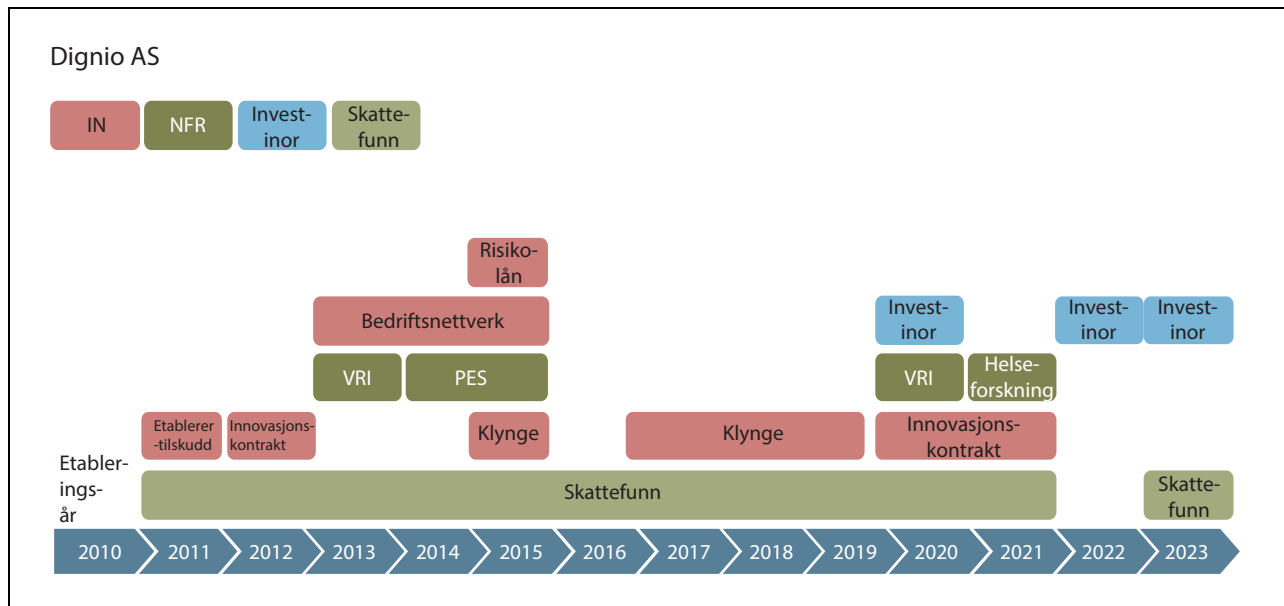 Dignio AS
IN
NFR
Invest-
inor
Skatte-
funn
Risiko-
lån
Bedriftsnettverk
Invest-
inor
Invest-
inor
Invest-
inor
VRI
PES
VRI
Helse-
forskning
Etablerer
-tilskudd
Innovasjons-
kontrakt
Klynge
Klynge
Innovasjons-
kontrakt
Etabler-
ings-
år
Skattefunn
Skatte-
funn
2010 2011 2012 2013 2014 2015 2016 2017 2018 2019 2020 2021 2022 2023